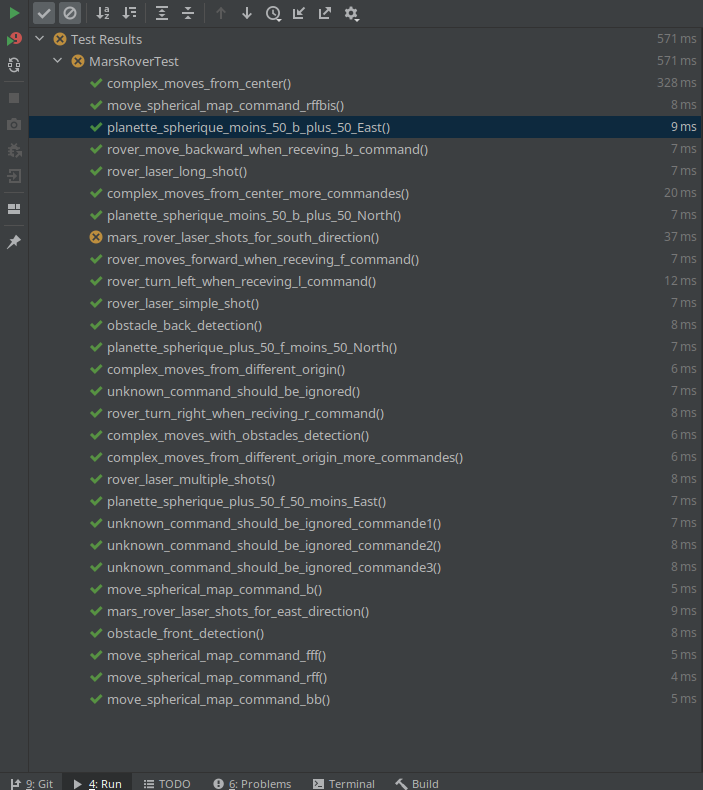 Test Results 571 ms
MarsRoverTest 571 ms
complex_moves_from_center() 328 ms
move_spherical_map_command_rffbis() 8 ms
planette_spherique_moins_50_b_plus_50_East() 9 ms
rover_move_backward_when_receving_b_command() 7 ms
rover_laser_long_shot() 7 ms
complex_moves_from_center_more_commandes() 20 ms
planette_spherique_moins_50_b_plus_50_North() 7 ms
mars_rover_laser_shots_for_south_direction() 37 ms
rover_moves_forward_when_receving_f_command() 7 ms
rover_turn_left_when_receving_l_command() 12 ms
rover_laser_simple_shot() 7 ms
obstacle_back_detection() 8 ms
planette_spherique_plus_50_f_moins_50_North() 7 ms
complex_moves_from_different_origin() 6 ms
unknown_command_should_be_ignored() 7 ms
rover_turn_right_when_reciving_r_command() 8 ms
complex_moves_with_obstacles_detection() 6 ms
complex_moves_from_different_origin_more_commandes() 6 ms
rover_laser_multiple_shots() 8 ms
planette_spherique_plus_50_f_50_moins_East() 7 ms
unknown_command_should_be_ignored_commande1() 7 ms
unknown_command_should_be_ignored_commande2() 8 ms
unknown_command_should_be_ignored_commande3() 8 ms
move_spherical_map_command_b() 5 ms
mars_rover_laser_shots_for_east_direction() 9 ms
obstacle_front_detection() 8 ms
move_spherical_map_command_fff() 5 ms
move_spherical_map_command_rff() 4 ms
move_spherical_map_command_bb() 5 ms
9: Git 4: Run TODO 6: Problems Terminal Build